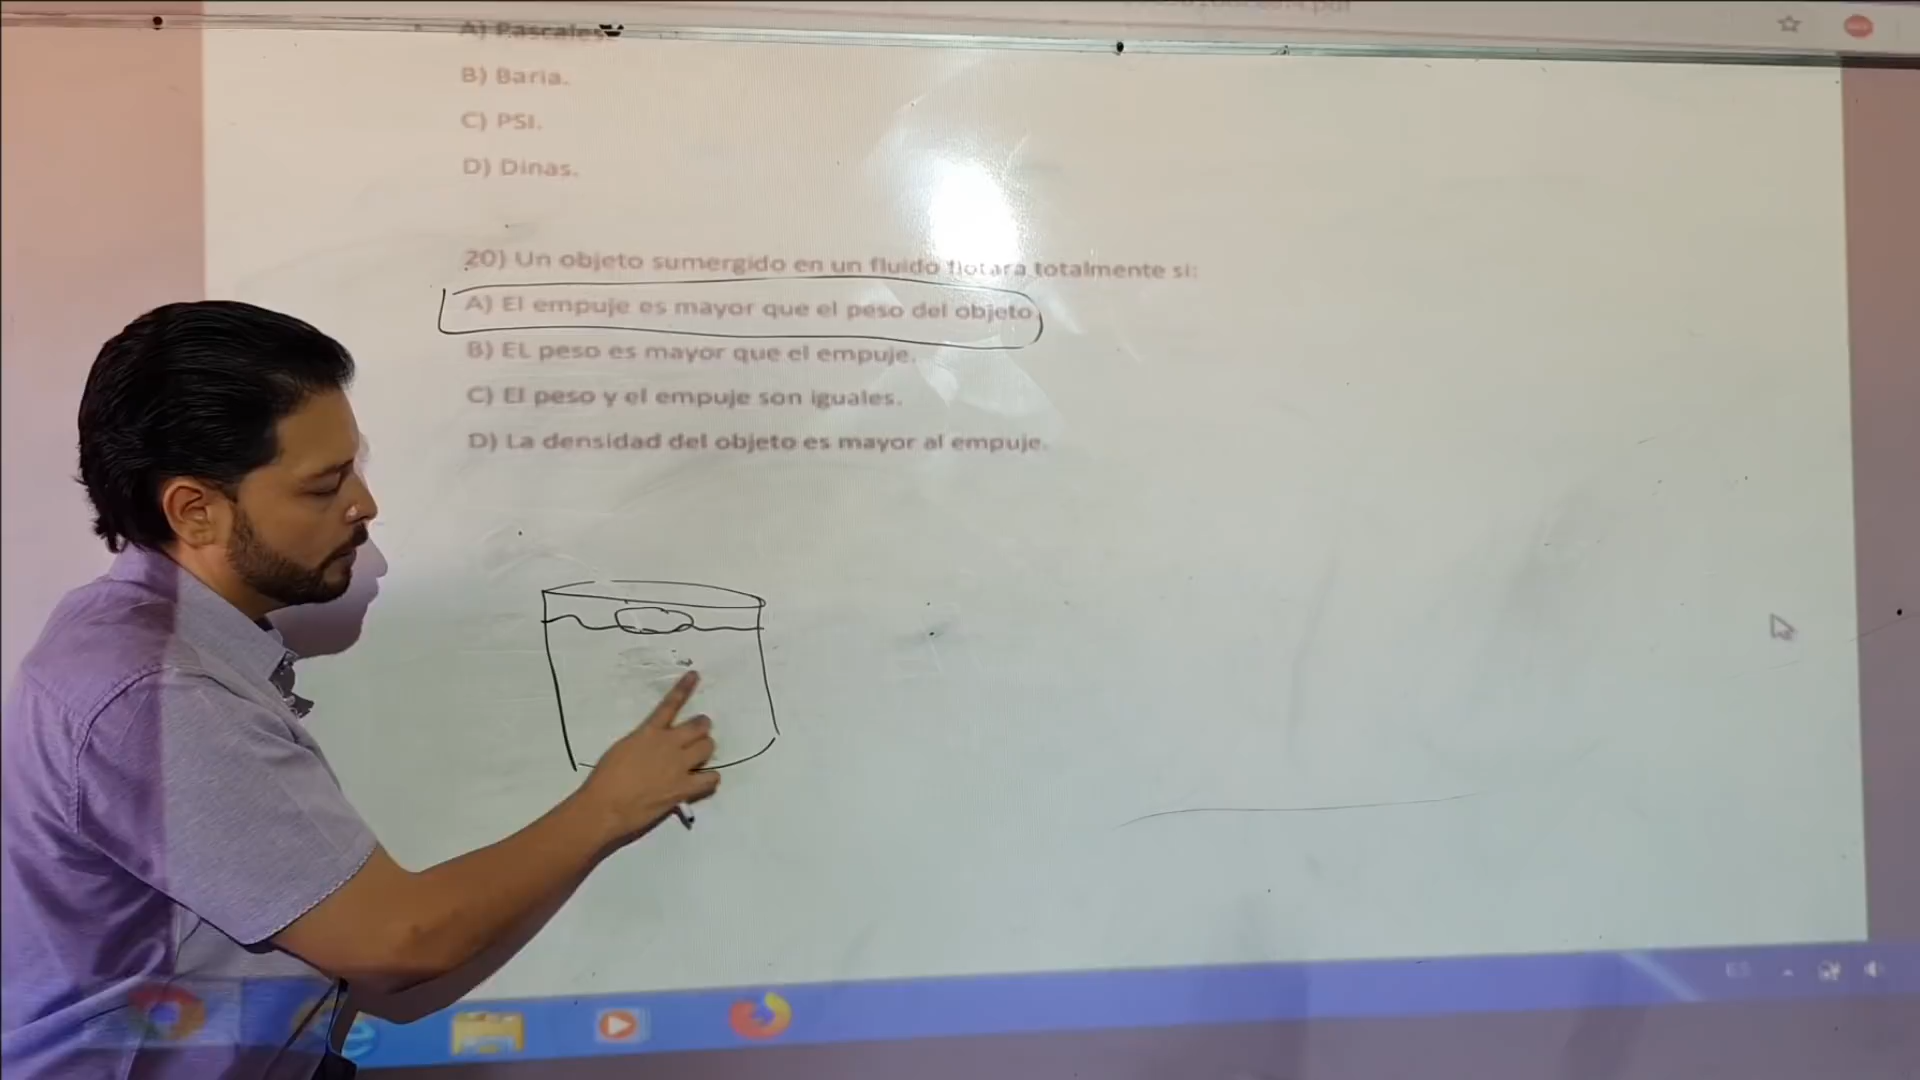 A) Pascales.
B) Baria.
C) PSI.
D) Dinas.
20) Un objeto sumergido en un fluido flotara totalmente si:
A) El empuje es mayor que el peso del objeto.
B) EL peso es mayor que el empuje.
C) El peso y el empuje son iguales.
D) La densidad del objeto es mayor al empuje.
ES